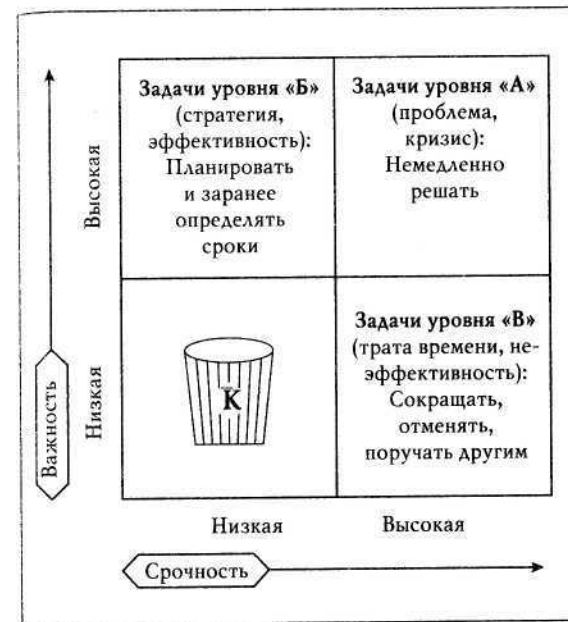 Задачи уровня «Б»
(стратегия,
эффективность):
Планировать
и заранее
определять
сроки
Задачи уровня «А»
(проблема,
кризис):
Немедленно
решать
Высокая
К
Задачи уровня «В»
(трата времени, не-
эффективность):
Сокращать,
отменять,
поручать другим
Низкая
Важность
Низкая
Высокая
Срочность